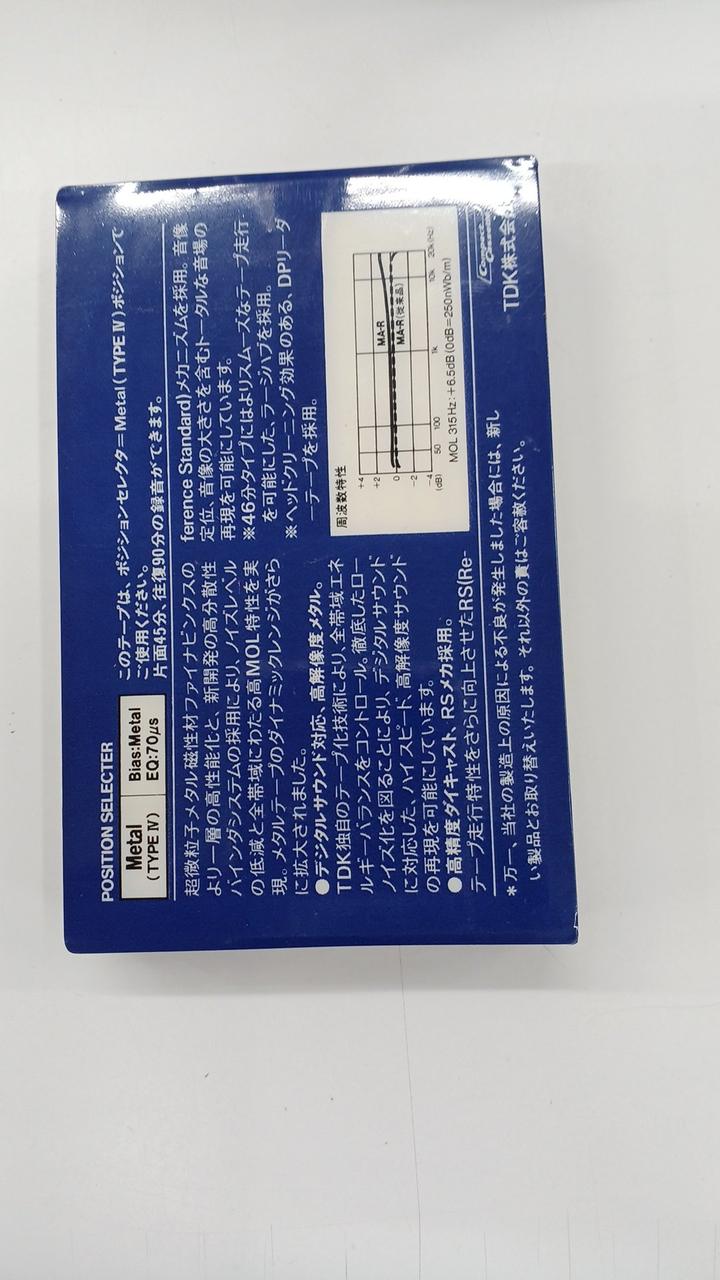 POSITION SELECTER
Metal
(TYPE Ⅳ)
Bias:Metal
EQ:70μs
このテープは、ポジションセレクター=Metal(TYPE Ⅳ)ポジションで
ご使用ください。
片面45分、往復90分の録音ができます。
超微粒子メタル磁性材ファイナビンクスの
より一層の高性能化と、新開発の高分散性
バインダシステムの採用により、ノイズレベル
の低減と全帯域にわたる高MOL特性を実
現。メタルテープのダイナミックレンジがさら
に拡大されました。
●デジタルサウンド対応、高解像度メタル。
TDK独自のテープ化技術により、全帯域エネ
ルギーバランスをコントロール。徹底したロー
ノイズ化を図ることにより、デジタルサウンド
に対応した、ハイスピード、高解像度サウンド
の再現を可能にしています。
●高精度ダイキャスト、RSメカ採用。
テープ走行特性をさらに向上させたRS(Re-
ference Standard)メカニズムを採用。音像
定位、音像の大きさを含むトータルな音場の
再現を可能にしています。
※46分タイプにはよりスムーズなテープ走行
を可能にした、ラージハブを採用。
※ヘッドクリーニング効果のある、DPリーダ
ーテープを採用。
周波数特性
+4
+2
0
-2
-4
(dB)
50
100
1k
10k
20k(Hz)
MA-R
MA-R(従来品)
MOL 315Hz:+6.5dB(0dB=250nWb/m)
*万一、当社の製造上の原因による不良が発生しました場合には、新し
い製品とお取り替えいたします。それ以外の責はご容赦ください。
TDK株式会社